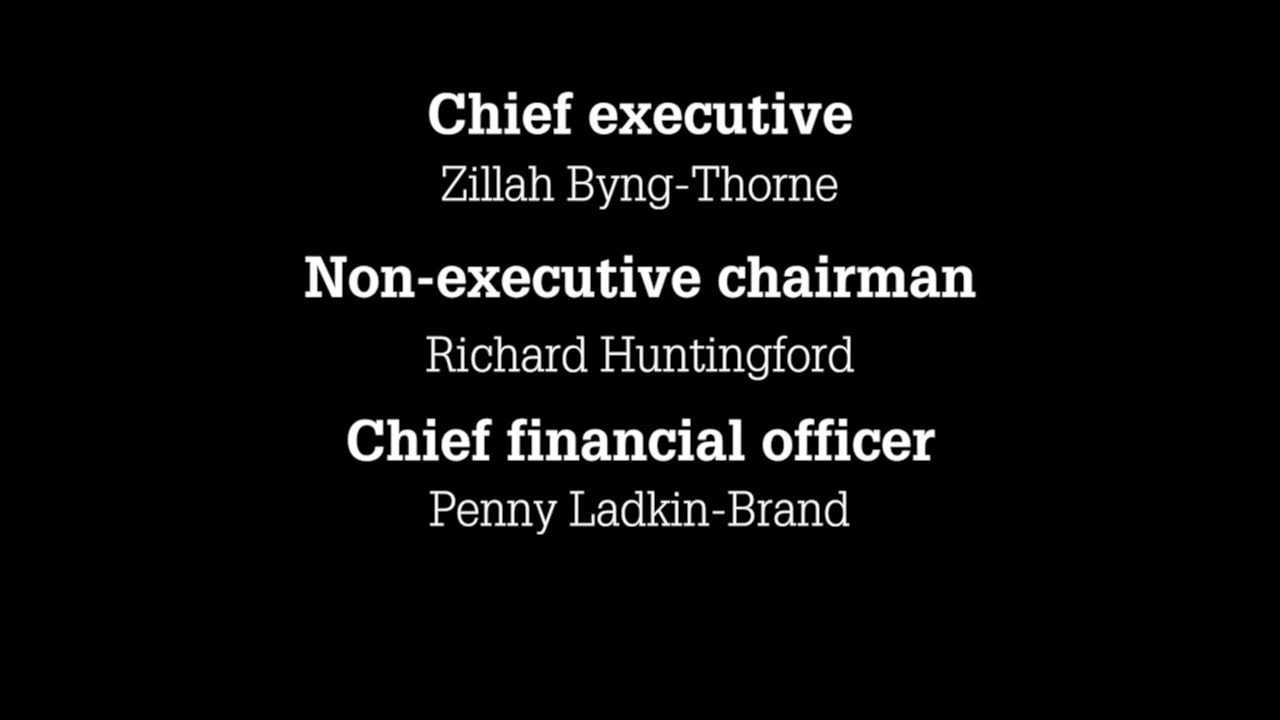 Chief executive
Zillah Byng-Thorne
Non-executive chairman
Richard Huntingford
Chief financial officer
Penny Ladkin-Brand